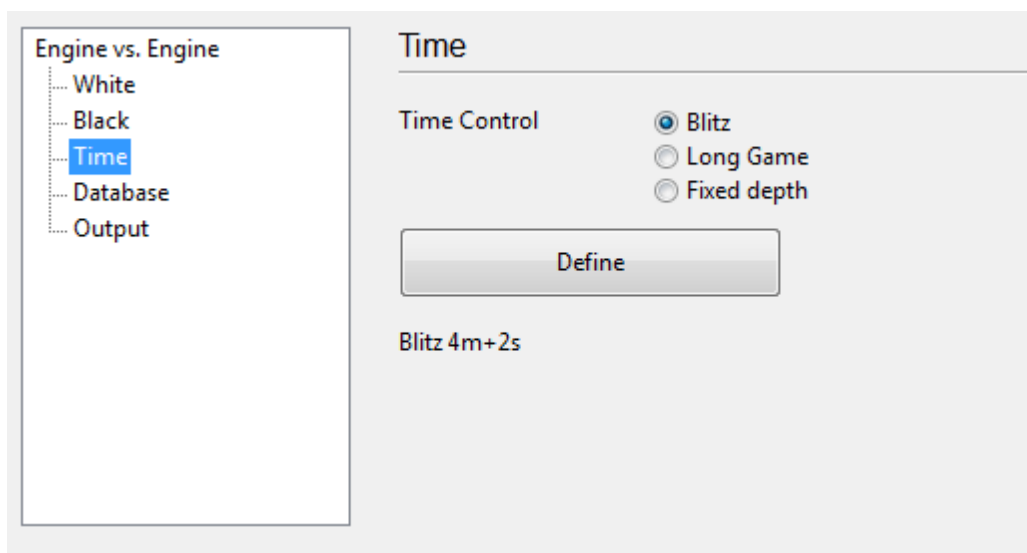 Engine vs. Engine
White
Black
Time
Database
Output
Time
Time Control
Blitz
Long Game
Fixed depth
Define
Blitz 4m+2s